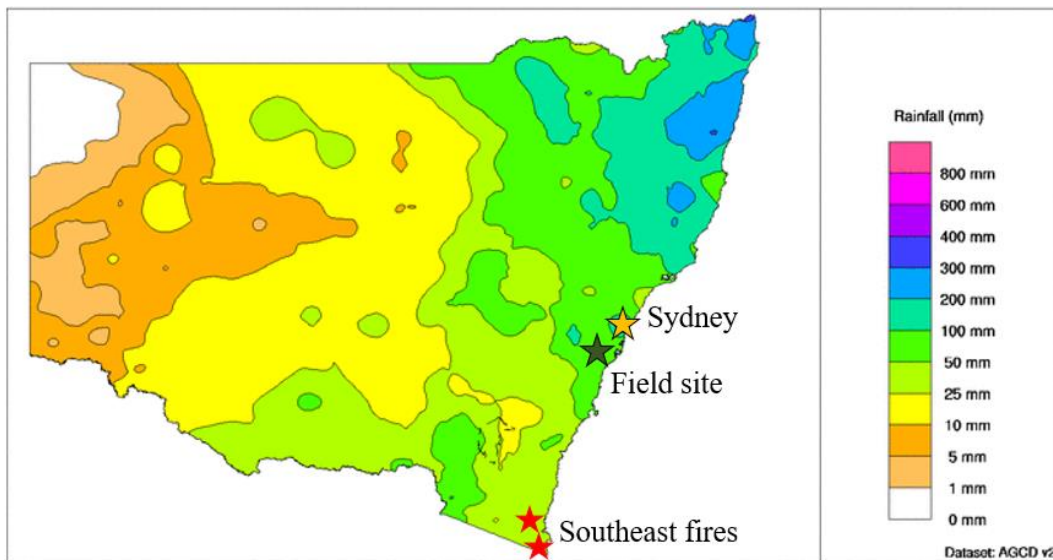 Rainfall (mm)
800 mm
600 mm
400 mm
300 mm
200 mm
100 mm
50 mm
25 mm
10 mm
5 mm
1 mm
0 mm
Sydney
Field site
Southeast fires
Dataset: AGCD v2